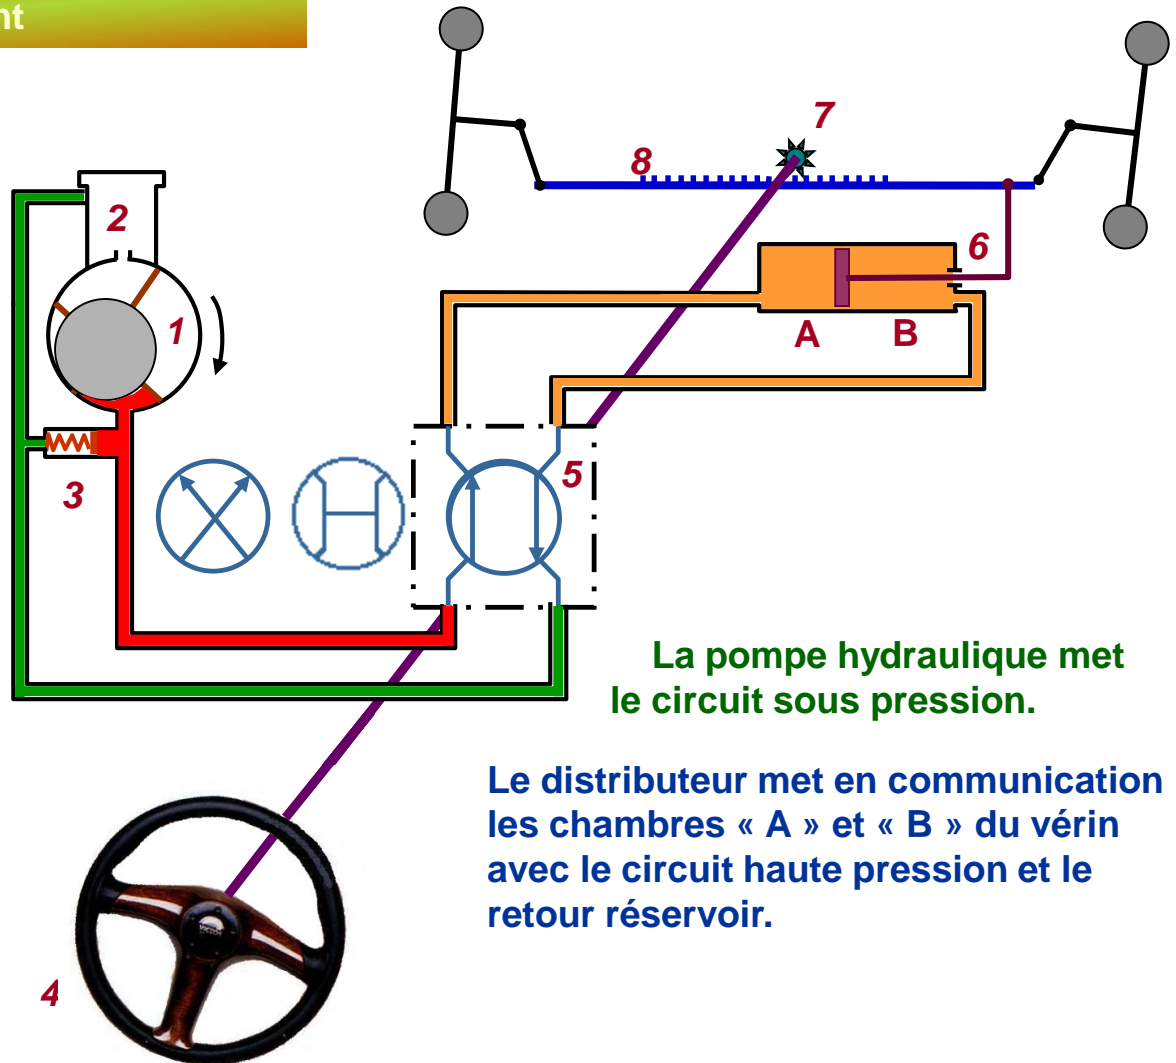 nt
7
8
2
6
1
A B
5
3
La pompe hydraulique met
le circuit sous pression.
Le distributeur met en communication
les chambres « A » et « B » du vérin
avec le circuit haute pression et le
retour réservoir.
4